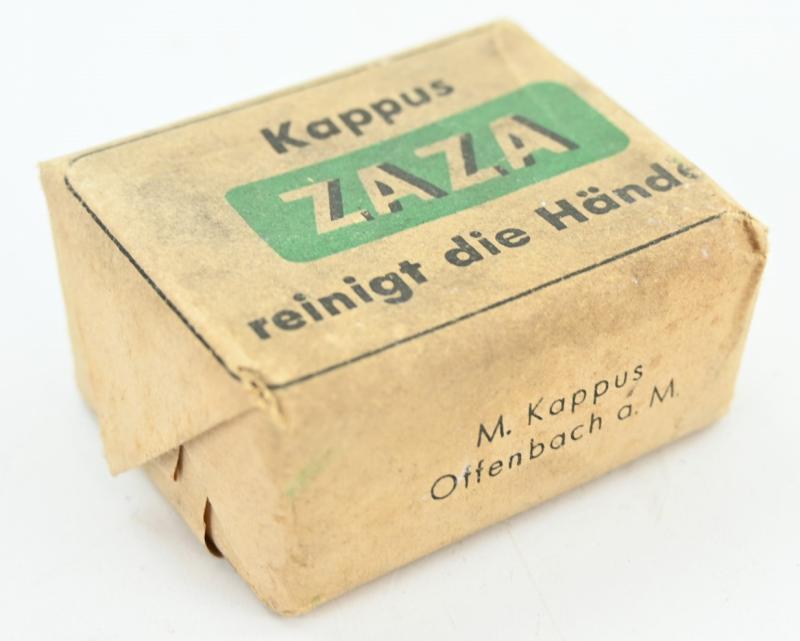 Kappus
ZAZA
reinigt die Hände
M. Kappus
Offenbach a. M.